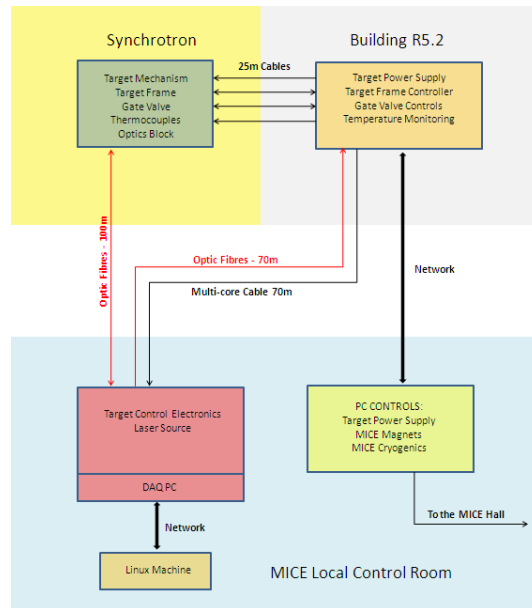 Synchrotron
Building R5.2
25m Cables
Target Mechanism
Target Frame
Gate Valve
Thermocouples
Optics Block
Target Power Supply
Target Frame Controller
Gate Valve Controls
Temperature Monitoring
Optic Fibres - 100m
Optic Fibres - 70m
Multi-core Cable 70m
Network
Target Control Electronics
Laser Source
DAQ PC
PC CONTROLS:
Target Power Supply
MICE Magnets
MICE Cryogenics
To the MICE Hall
Network
Linux Machine
MICE Local Control Room